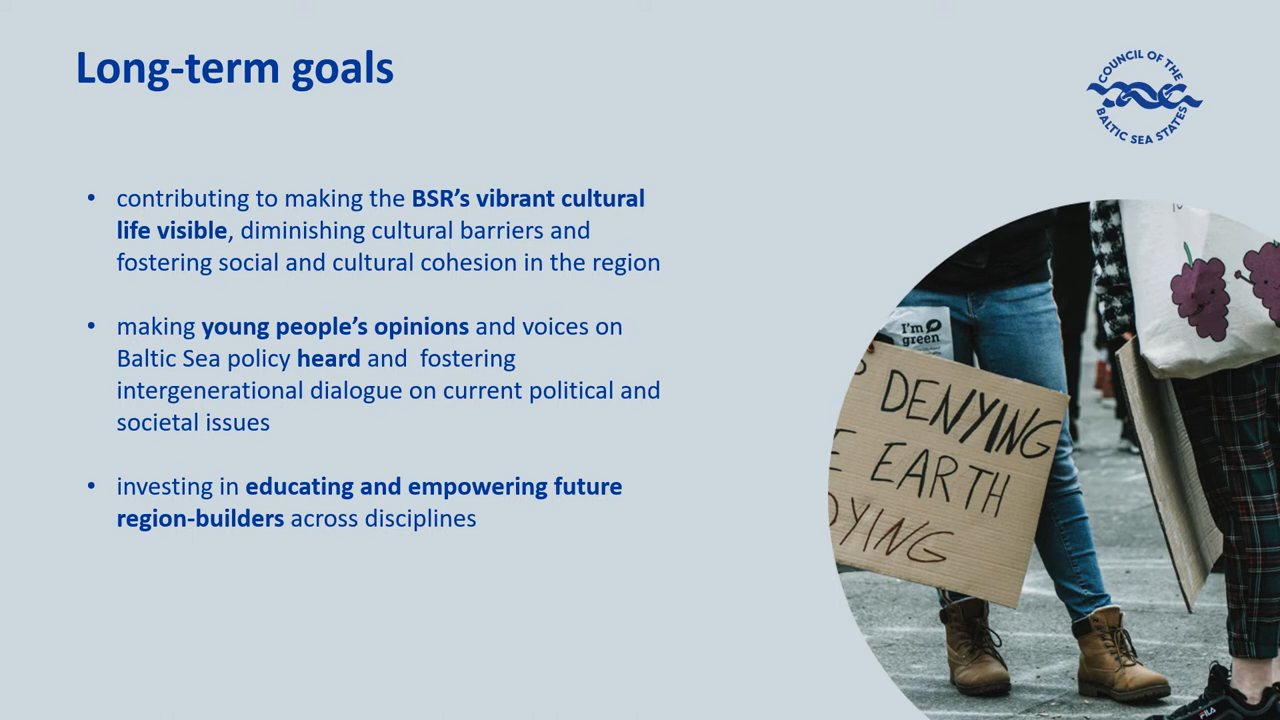 Long-term goals
COUNCIL OF THE
BALTIC SEA STATES
• contributing to making the BSR’s vibrant cultural
life visible, diminishing cultural barriers and
fostering social and cultural cohesion in the region
• making young people’s opinions and voices on
Baltic Sea policy heard and  fostering
intergenerational dialogue on current political and
societal issues
• investing in educating and empowering future
region-builders across disciplines
I'm
green
DENYING
EARTH
DYING
FILA